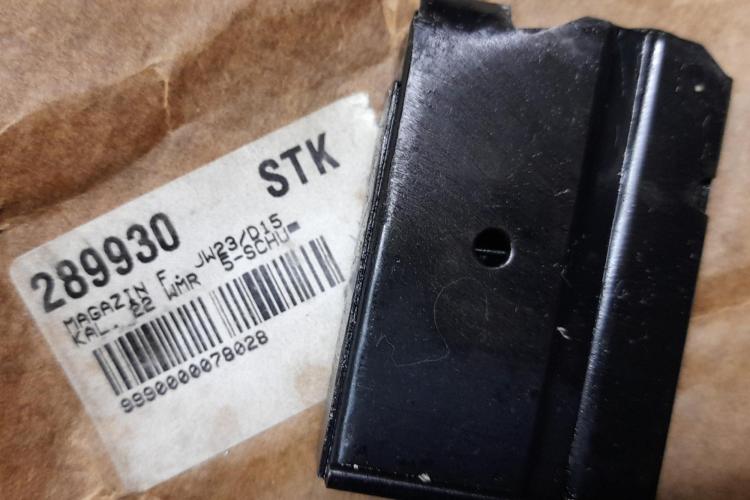 289930 STK
MAGAZIN F. JW23/D15
KAL. 22 WMR 5-SCHU-
9990000078028